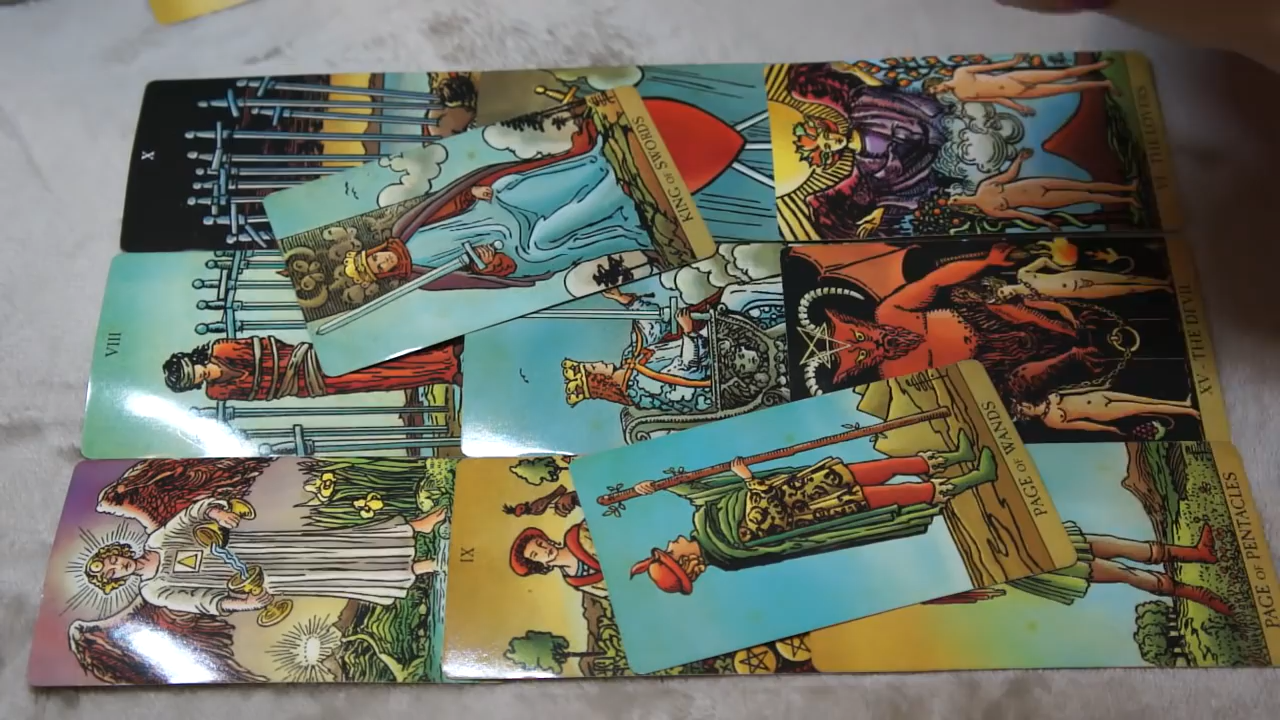 X
KING OF SWORDS
VI THE LOVERS
VIII
XV - THE DEVIL
IX
PAGE OF WANDS
PAGE OF PENTACLES